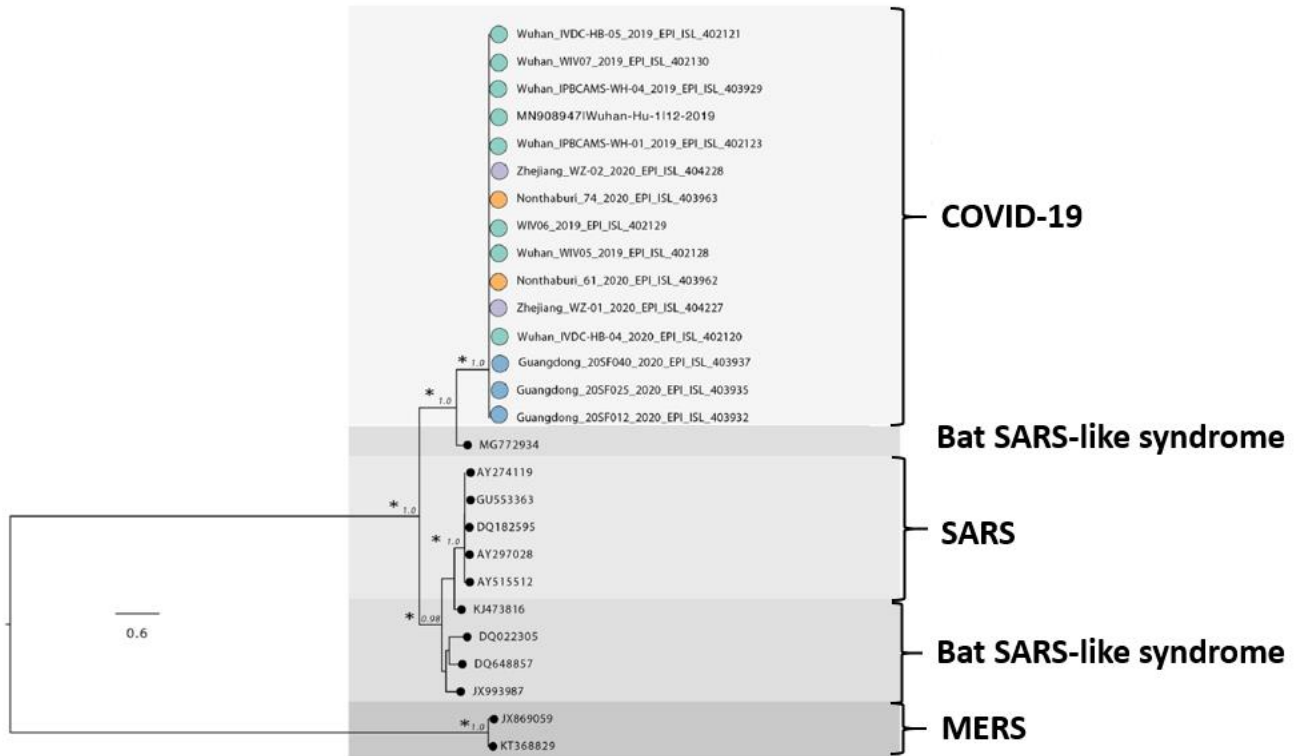 Wuhan_IVDC-HB-05_2019_EPI_ISL_402121
Wuhan_WIV07_2019_EPI_ISL_402130
Wuhan_IPBCAMS-WH-04_2019_EPI_ISL_403929
MN908947|Wuhan-Hu-1|12-2019
Wuhan_IPBCAMS-WH-01_2019_EPI_ISL_402123
Zhejiang_WZ-02_2020_EPI_ISL_404228
Nonthaburi_74_2020_EPI_ISL_403963
COVID-19
WIV06_2019_EPI_ISL_402129
Wuhan_WIV05_2019_EPI_ISL_402128
Nonthaburi_61_2020_EPI_ISL_403962
Zhejiang_WZ-01_2020_EPI_ISL_404227
Wuhan_IVDC-HB-04_2020_EPI_ISL_402120
* 1.0
Guangdong_20SF040_2020_EPI_ISL_403937
Guangdong_20SF025_2020_EPI_ISL_403935
* 1.0
Guangdong_20SF012_2020_EPI_ISL_403932
MG772934
Bat SARS-like syndrome
AY274119
GU553363
* 1.0
DQ182595
SARS
* 1.0
AY297028
AY515512
KJ473816
* 0.98
0.6
DQ022305
DQ648857
Bat SARS-like syndrome
JX993987
JX869059
* 1.0
MERS
KT368829